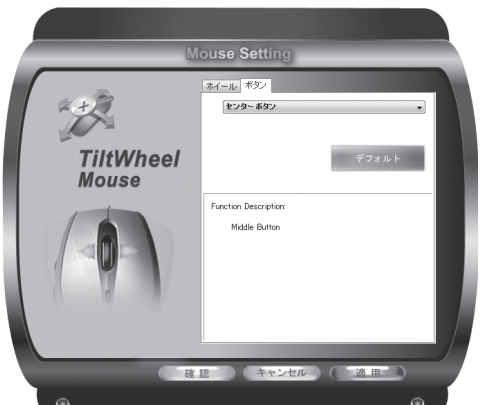 Mouse Setting
ホイール ボタン
センター ボタン
デフォルト
TiltWheel
Mouse
Function Description:
Middle Button
確 認 キャンセル 適 用